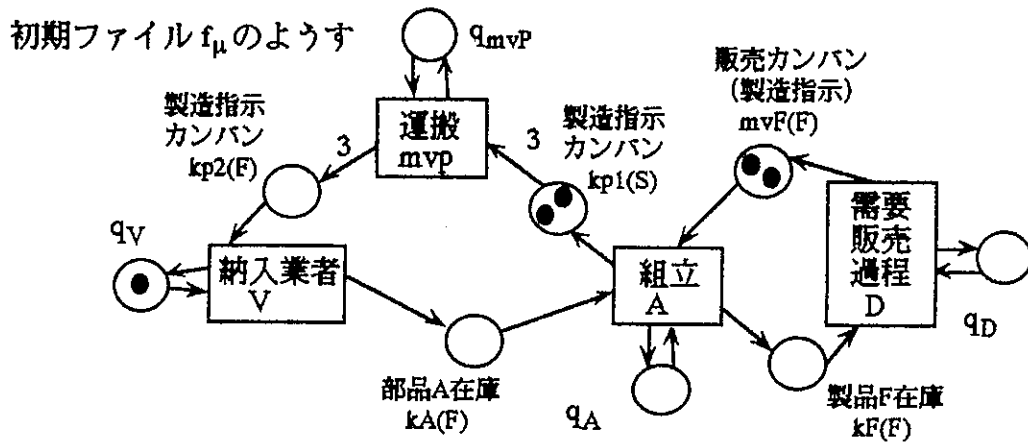 初期ファイル fμ のようす
qmvP
製造指示
カンバン
kp2(F)
3
運搬
mvp
3
製造指示
カンバン
kp1(S)
販売カンバン
(製造指示)
mvF(F)
需要
販売
過程
D
qD
qV
納入業者
V
組立
A
部品A在庫
kA(F)
qA
製品F在庫
kF(F)